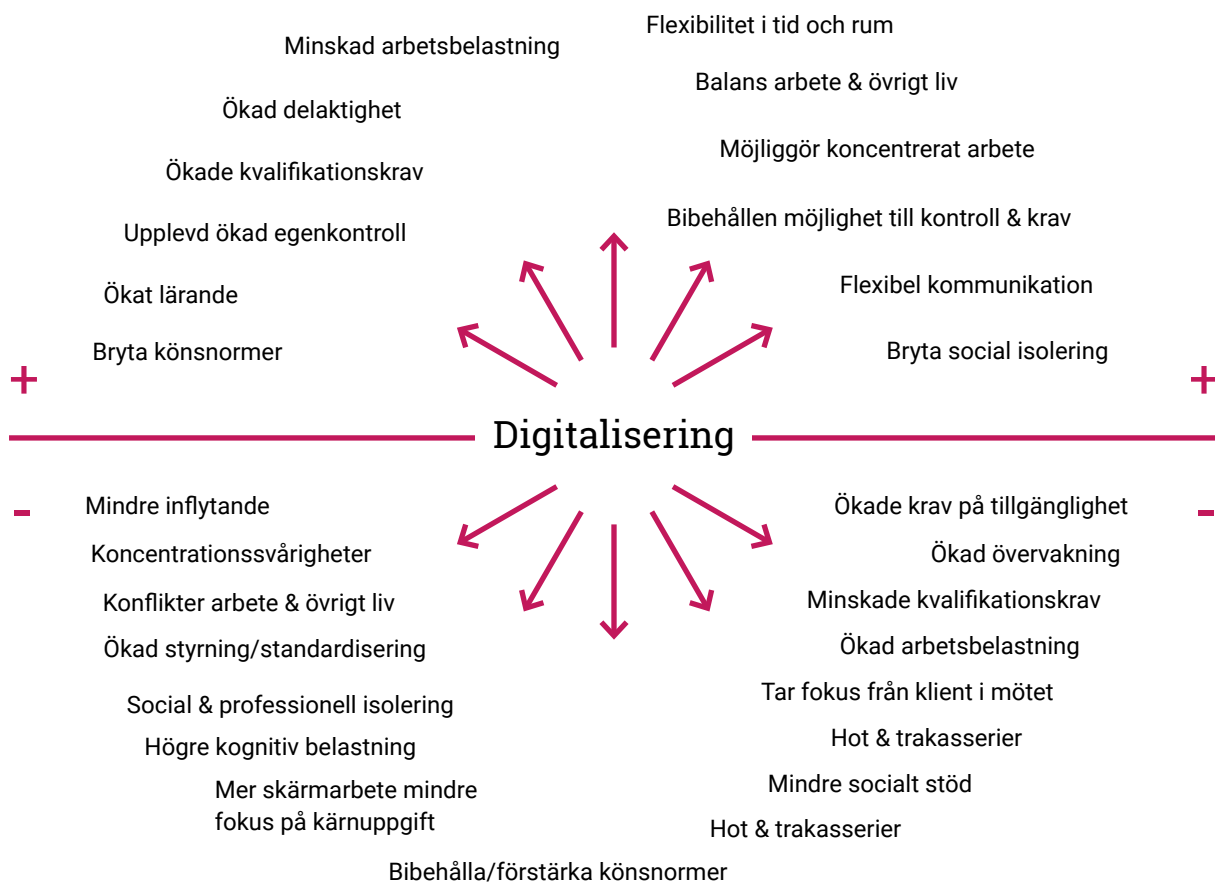 Flexibilitet i tid och rum
Minskad arbetsbelastning
Balans arbete & övrigt liv
Ökad delaktighet
Möjliggör koncentrerat arbete
Ökade kvalifikationskrav
Bibehållen möjlighet till kontroll & krav
Upplevd ökad egenkontroll
Flexibel kommunikation
Ökat lärande
Bryta könsnormer
Bryta social isolering
+
+
Digitalisering
-
Mindre inflytande
Ökade krav på tillgänglighet
-
Koncentrationssvårigheter
Ökad övervakning
Konflikter arbete & övrigt liv
Minskade kvalifikationskrav
Ökad styrning/standardisering
Ökad arbetsbelastning
Social & professionell isolering
Tar fokus från klient i mötet
Högre kognitiv belastning
Hot & trakasserier
Mer skärmarbete mindre
fokus på kärnuppgift
Mindre socialt stöd
Hot & trakasserier
Bibehålla/förstärka könsnormer